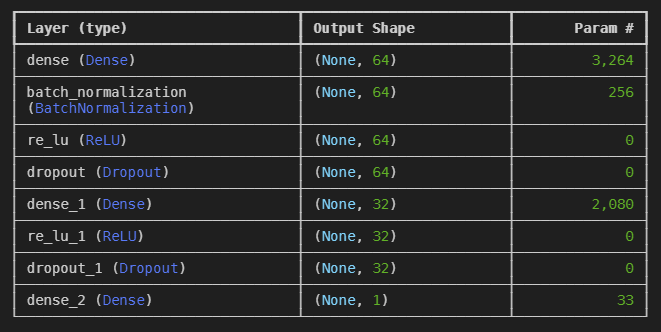 Layer (type) Output Shape Param #
dense (Dense) (None, 64) 3,264
batch_normalization (None, 64) 256
(BatchNormalization)
re_lu (ReLU) (None, 64) 0
dropout (Dropout) (None, 64) 0
dense_1 (Dense) (None, 32) 2,080
re_lu_1 (ReLU) (None, 32) 0
dropout_1 (Dropout) (None, 32) 0
dense_2 (Dense) (None, 1) 33